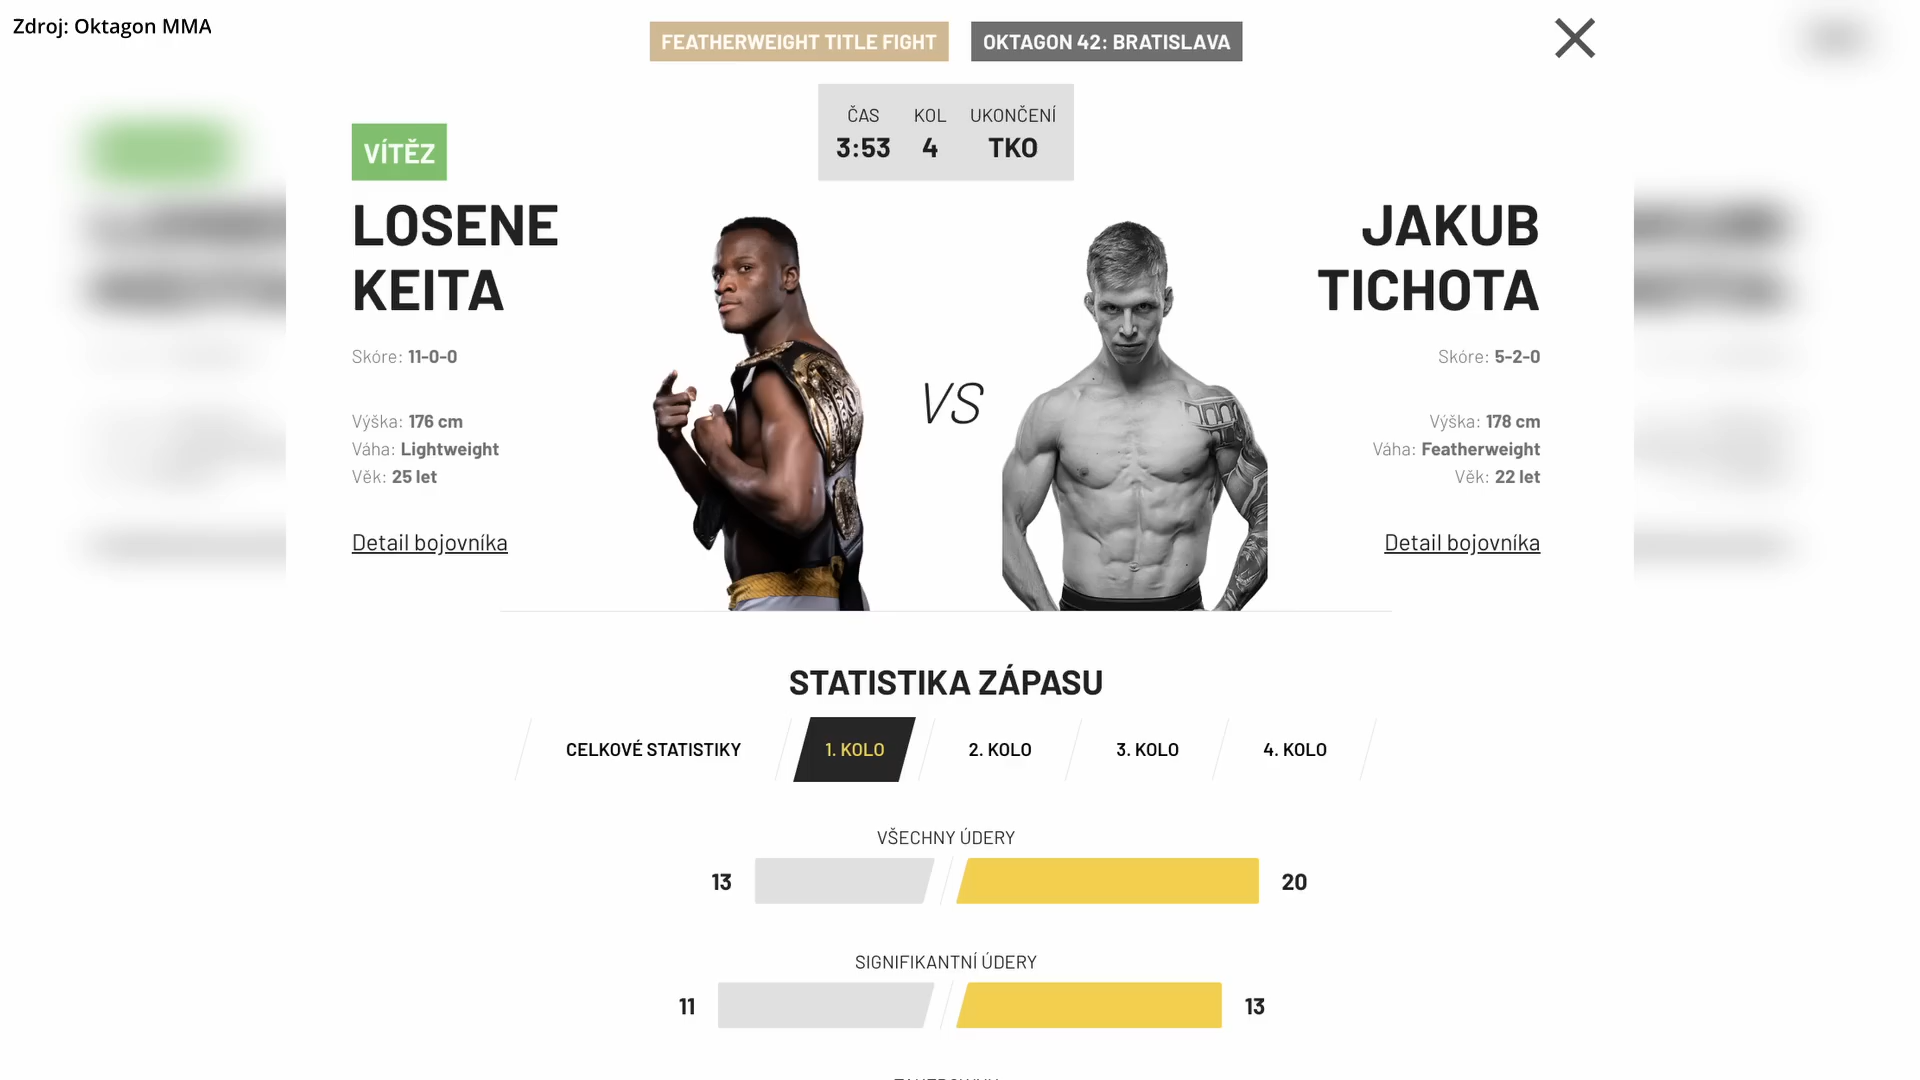 Zdroj: Oktagon MMA
FEATHERWEIGHT TITLE FIGHT
OKTAGON 42: BRATISLAVA
ČAS KOL UKONČENÍ
3:53 4 TKO
VÍTĚZ
LOSENE
KEITA
Skóre: 11-0-0
Výška: 176 cm
Váha: Lightweight
Věk: 25 let
Detail bojovníka
VS
JAKUB
TICHOTA
Skóre: 5-2-0
Výška: 178 cm
Váha: Featherweight
Věk: 22 let
Detail bojovníka
STATISTIKA ZÁPASU
CELKOVÉ STATISTIKY 1. KOLO 2. KOLO 3. KOLO 4. KOLO
VŠECHNY ÚDERY
13 20
SIGNIFIKANTNÍ ÚDERY
11 13